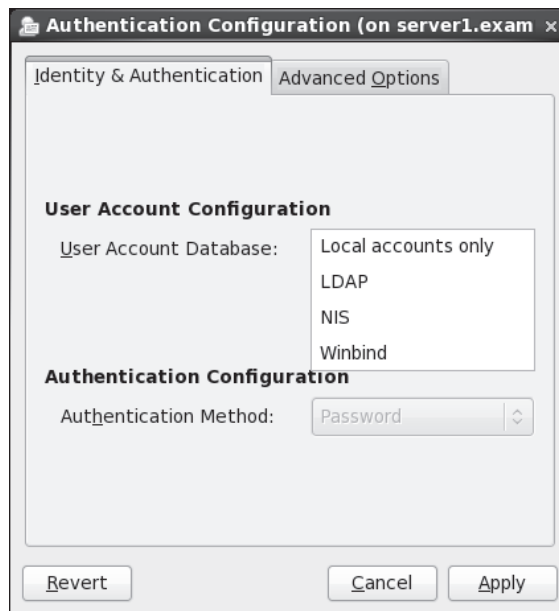 Authentication Configuration (on server1.exam ×
Identity & Authentication Advanced Options
User Account Configuration
User Account Database:
Local accounts only
LDAP
NIS
Winbind
Authentication Configuration
Authentication Method: Password
Revert Cancel Apply